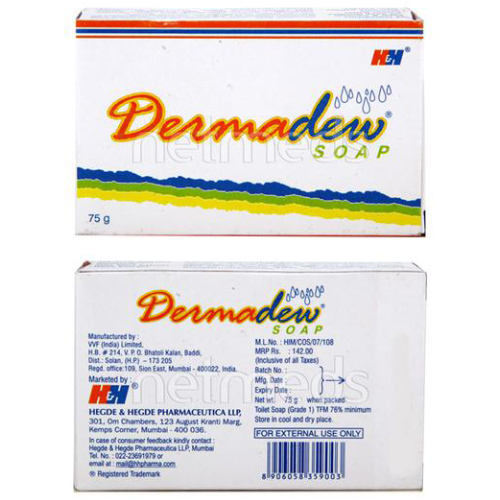 H&H®
Dermadew®
SOAP
netmeds
75 g
Dermadew®
SOAP
Manufactured by :
VVF (India) Limited,
H.B. # 214, V. P. O. Bhatoli Kalan, Baddi,
Dist.: Solan, (H.P.) – 173 205
Regd. office:109, Sion East, Mumbai - 400022, India.
Marketed by :
H&H®
HEGDE & HEGDE PHARMACEUTICA LLP,
301, Om Chambers, 123 August Kranti Marg,
Kemps Corner, Mumbai - 400 036.
In case of consumer feedback kindly contact :
Hegde & Hegde Pharmaceutica LLP, Mumbai
Tel. No.: 022-23691979 or
email at : mail@hhpharma.com
® Registered Trademark
M.L.No. : HIM/COS/07/108
MRP Rs. : 142.00
(Inclusive of all Taxes)
Batch No. :
Mfg. Date :
Expiry Date :
Net wt. 75 g when packed
Toilet Soap (Grade 1) TFM 76% minimum
Store in cool and dry place.
FOR EXTERNAL USE ONLY
8 906058 359003
netmeds